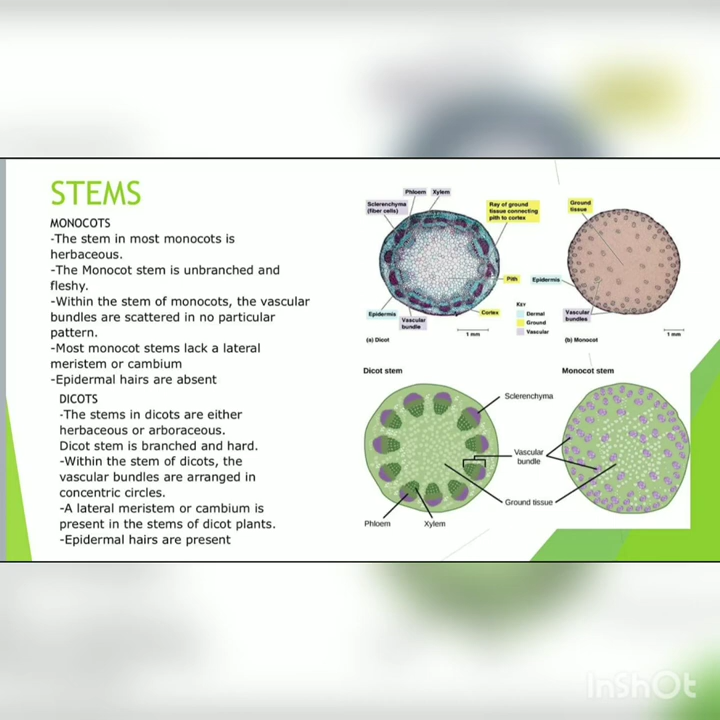 STEMS
MONOCOTS
-The stem in most monocots is
herbaceous.
-The Monocot stem is unbranched and
fleshy.
-Within the stem of monocots, the vascular
bundles are scattered in no particular
pattern.
-Most monocot stems lack a lateral
meristem or cambium
-Epidermal hairs are absent
DICOTS
-The stems in dicots are either
herbaceous or arboraceous.
Dicot stem is branched and hard.
-Within the stem of dicots, the
vascular bundles are arranged in
concentric circles.
-A lateral meristem or cambium is
present in the stems of dicot plants.
-Epidermal hairs are present
Phloem Xylem
Sclerenchyma
(fiber cells)
Ray of ground
tissue connecting
pith to cortex
Pith
Epidermis
Vascular
bundle
Cortex
1 mm
(a) Dicot
KEY
Dermal
Ground
Vascular
Ground
tissue
Epidermis
Vascular
bundles
1 mm
(b) Monocot
Dicot stem
Monocot stem
Sclerenchyma
Vascular
bundle
Ground tissue
Phloem
Xylem
InShOt